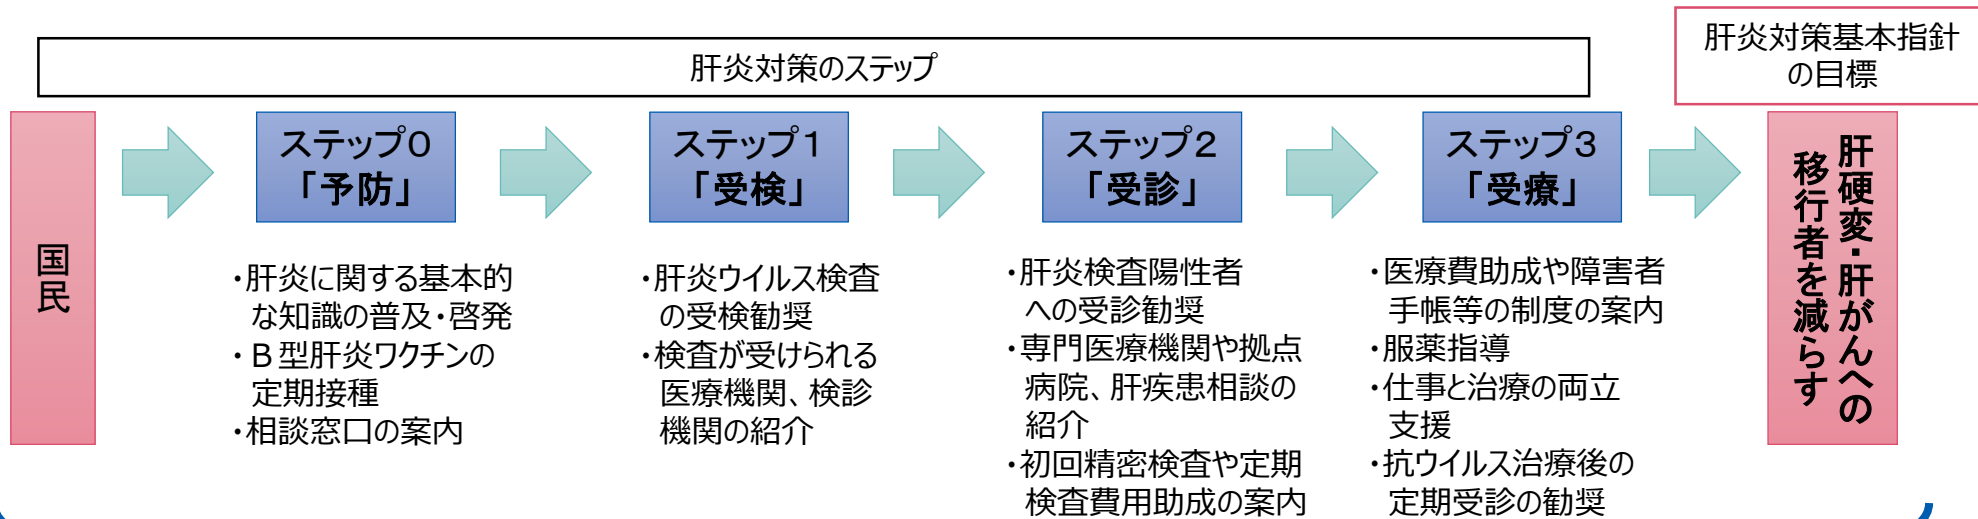 肝炎対策のステップ
肝炎対策基本指針
の目標
国民
ステップ０
「予防」
・肝炎に関する基本的
な知識の普及・啓発
・Ｂ型肝炎ワクチンの
定期接種
・相談窓口の案内
ステップ１
「受検」
・肝炎ウイルス検査
の受検勧奨
・検査が受けられる
医療機関、検診
機関の紹介
ステップ２
「受診」
・肝炎検査陽性者
への受診勧奨
・専門医療機関や拠点
病院、肝疾患相談の
紹介
・初回精密検査や定期
検査費用助成の案内
ステップ３
「受療」
・医療費助成や障害者
手帳等の制度の案内
・服薬指導
・仕事と治療の両立
支援
・抗ウイルス治療後の
定期受診の勧奨
肝硬変・肝がんへの
移行者を減らす